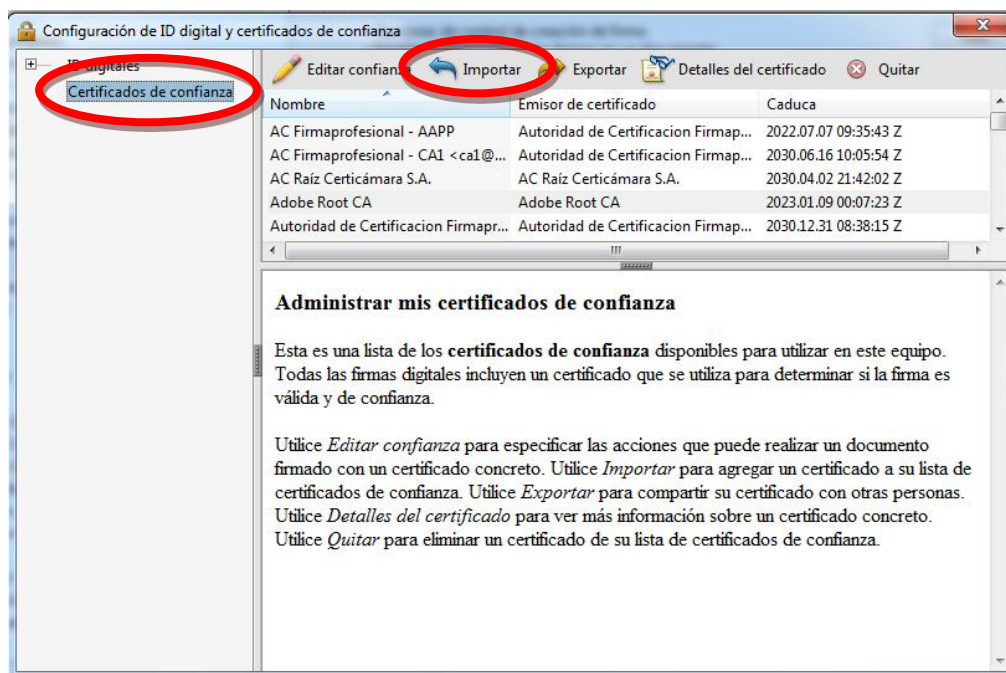 Configuración de ID digital y certificados de confianza
ID digitales
Certificados de confianza
Editar confianza Importar Exportar Detalles del certificado Quitar
Nombre Emisor de certificado Caduca
AC Firmaprofesional - AAPP Autoridad de Certificacion Firmap... 2022.07.07 09:35:43 Z
AC Firmaprofesional - CA1 <ca1@... Autoridad de Certificacion Firmap... 2030.06.16 10:05:54 Z
AC Raíz Certicámara S.A. AC Raíz Certicámara S.A. 2030.04.02 21:42:02 Z
Adobe Root CA Adobe Root CA 2023.01.09 00:07:23 Z
Autoridad de Certificacion Firmapr... Autoridad de Certificacion Firmap... 2030.12.31 08:38:15 Z
Administrar mis certificados de confianza
Esta es una lista de los certificados de confianza disponibles para utilizar en este equipo.
Todas las firmas digitales incluyen un certificado que se utiliza para determinar si la firma es
válida y de confianza.
Utilice Editar confianza para especificar las acciones que puede realizar un documento
firmado con un certificado concreto. Utilice Importar para agregar un certificado a su lista de
certificados de confianza. Utilice Exportar para compartir su certificado con otras personas.
Utilice Detalles del certificado para ver más información sobre un certificado concreto.
Utilice Quitar para eliminar un certificado de su lista de certificados de confianza.